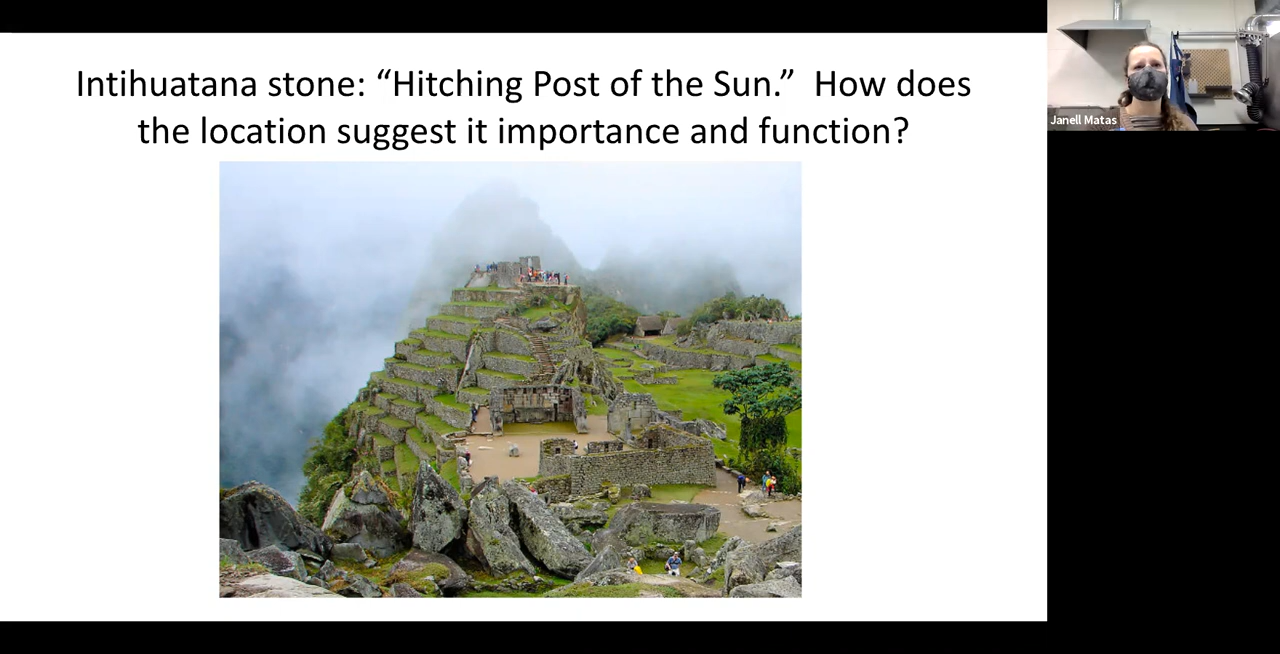 Intihuatana stone: “Hitching Post of the Sun.”  How does
the location suggest it importance and function?
Janell Matas